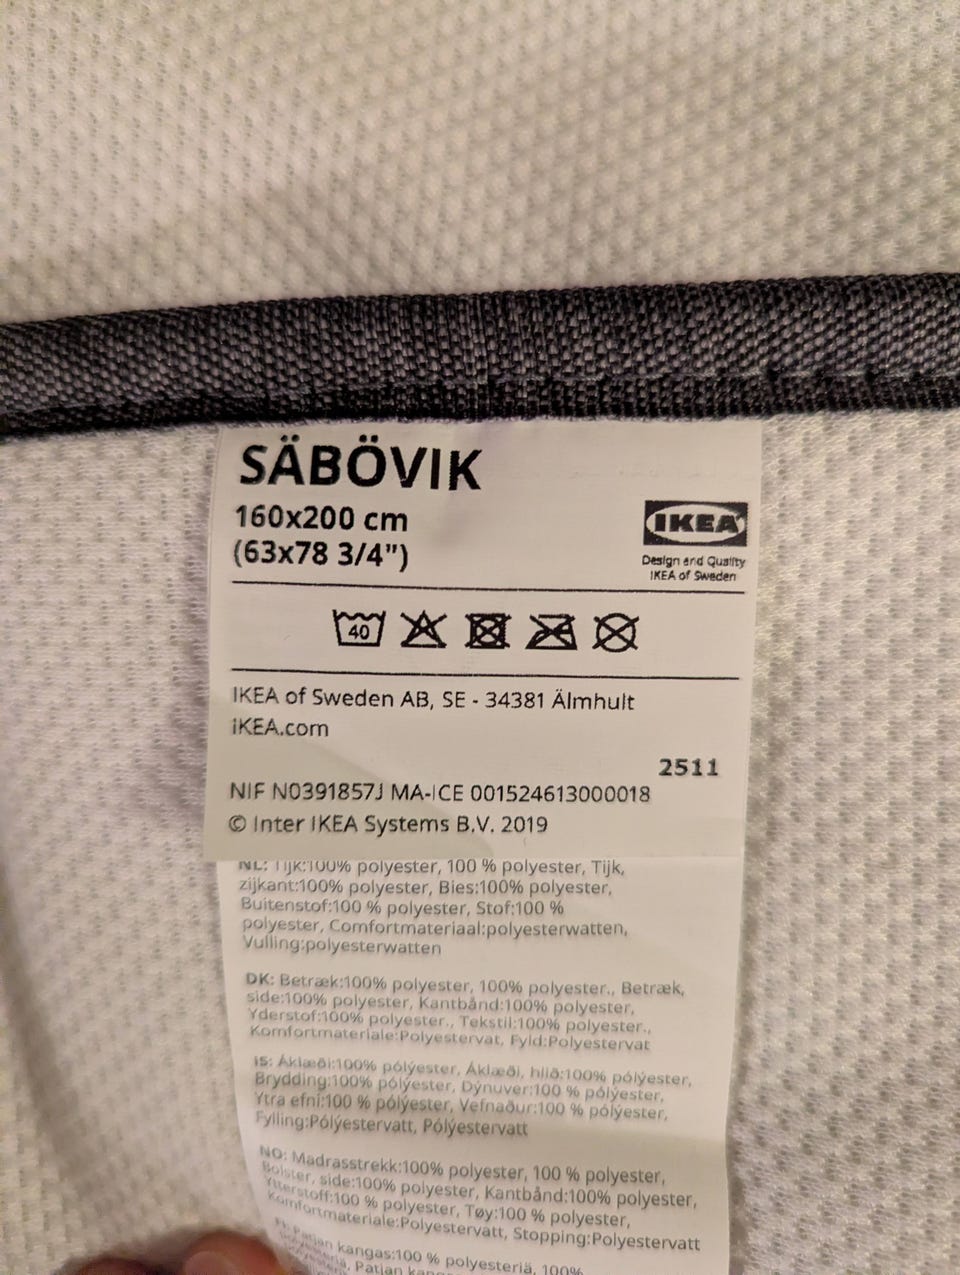 SÄBÖVIK
160x200 cm
(63x78 3/4")
IKEA
Design and Quality
IKEA of Sweden
40
IKEA of Sweden AB, SE - 34381 Älmhult
IKEA.com
2511
NIF N0391857J MA-ICE 001524613000018
© Inter IKEA Systems B.V. 2019
NL: Tijk:100% polyester, 100 % polyester, Tijk,
zijkant:100% polyester, Bies:100% polyester,
Buitenstof:100 % polyester, Stof:100 %
polyester, Comfortmateriaal:polyesterwatten,
Vulling:polyesterwatten
DK: Betræk:100% polyester, 100% polyester., Betræk,
side:100% polyester, Kantbånd:100% polyester,
Yderstof:100% polyester., Tekstil:100% polyester.,
Komfortmateriale:Polyestervat, Fyld:Polyestervat
IS: Áklæði:100% pólýester, Áklæði, hlið:100% pólýester,
Brydding:100% pólýester, Dýnuver:100 % pólýester,
Ytra efni:100 % pólýester, Vefnaður:100 % pólýester,
Fylling:Pólýestervatt, Pólýestervatt
NO: Madrasstrekk:100% polyester, 100 % polyester,
Bolster, side:100% polyester, Kantbånd:100% polyester,
Ytterstoff:100 % polyester, Tøy:100 % polyester,
Komfortmateriale:Polyestervatt, Stopping:Polyestervatt
FI: Patjan kangas:100 % polyesteriä, 100%
polyesteriä, Patjan